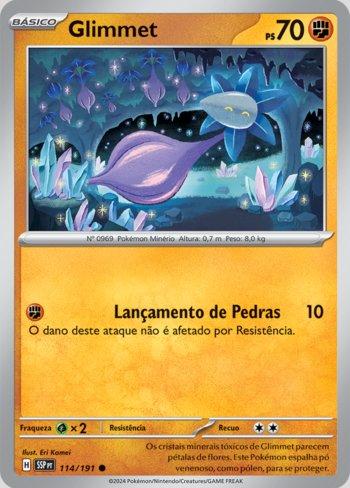 BÁSICO
Glimmet
PS 70
Nº 0969 Pokémon Minério Altura: 0,7 m Peso: 8,0 kg
Lançamento de Pedras 10
O dano deste ataque não é afetado por Resistência.
Fraqueza ×2 Resistência Recuo
Ilust. Eri Kamei
H SSP PT 114/191
Os cristais minerais tóxicos de Glimmet parecem
pétalas de flores. Este Pokémon espalha pó
venenoso, como pólen, para se proteger.
©2024 Pokémon/Nintendo/Creatures/GAME FREAK